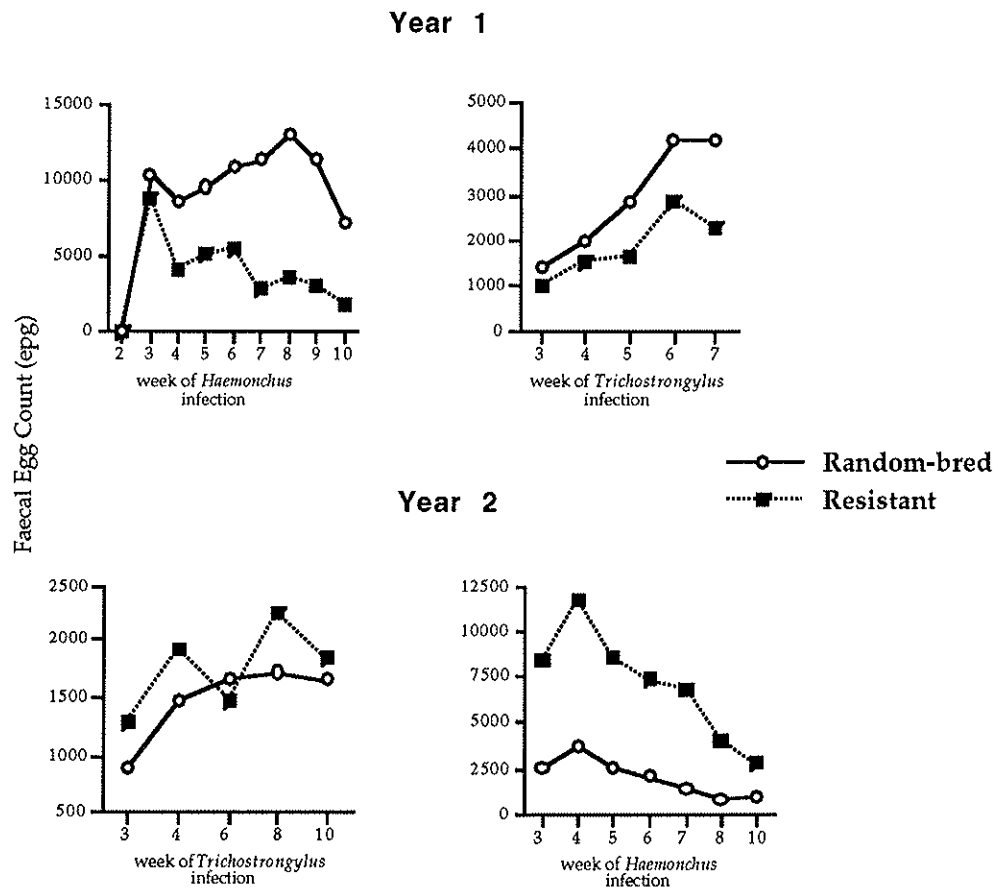 Year 1
Faecal Egg Count (epg)
15000
10000
5000
0
2 3 4 5 6 7 8 9 10
week of Haemonchus
infection
5000
4000
3000
2000
1000
0
3 4 5 6 7
week of Trichostrongylus
infection
Random-bred
Resistant
Year 2
2500
2000
1500
1000
500
3 4 6 8 10
week of Trichostrongylus
infection
12500
10000
7500
5000
2500
0
3 4 5 6 7 8 10
week of Haemonchus
infection